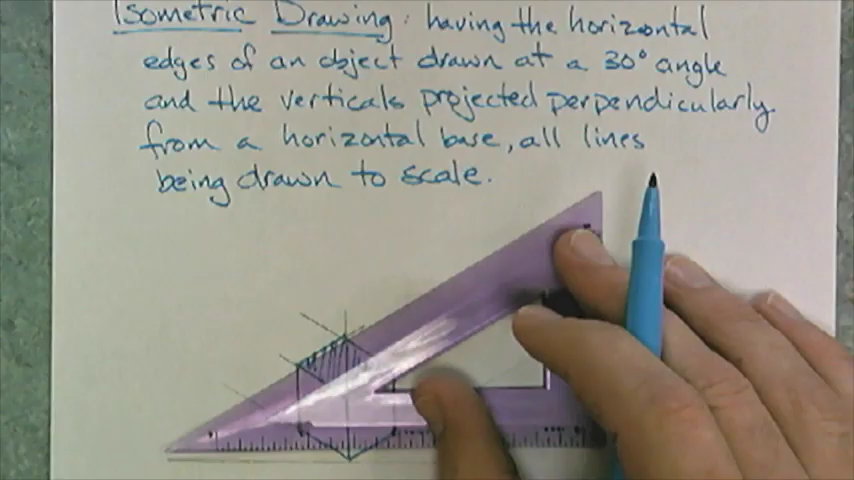 Isometric Drawing: having the horizontal
edges of an object drawn at a 30° angle
and the verticals projected perpendicularly
from a horizontal base, all lines
being drawn to scale.